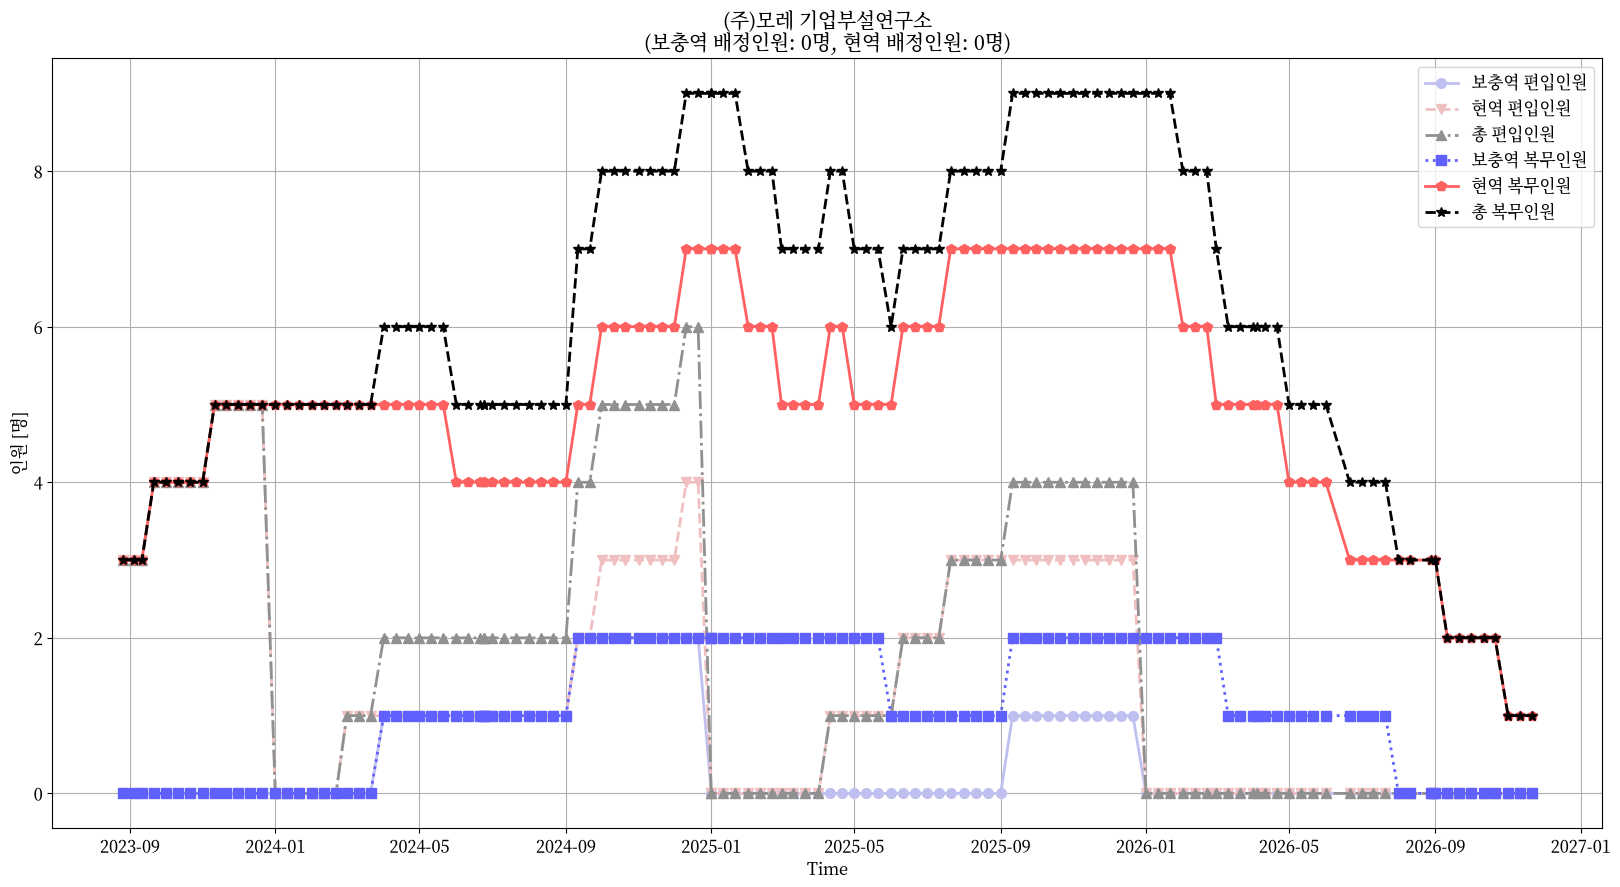 (주)모레 기업부설연구소
(보충역 배정인원: 0명, 현역 배정인원: 0명)
보충역 편입인원
현역 편입인원
총 편입인원
보충역 복무인원
현역 복무인원
총 복무인원
인원 [명]
8
6
4
2
0
2023-09
2024-01
2024-05
2024-09
2025-01
2025-05
2025-09
2026-01
2026-05
2026-09
2027-01
Time